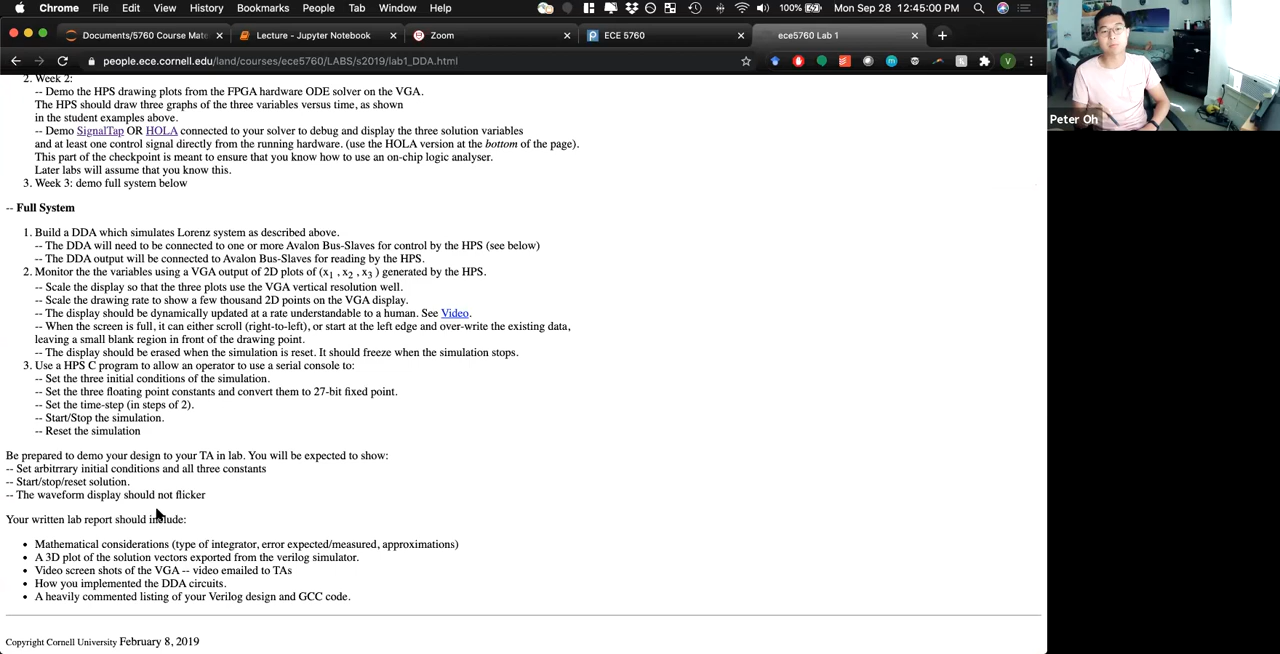 Chrome File Edit View History Bookmarks People Tab Window Help 100% Mon Sep 28 12:45:00 PM
Documents/5760 Course Mate
Lecture - Jupyter Notebook
Zoom
ECE 5760
ece5760 Lab 1
people.ece.cornell.edu/land/courses/ece5760/LABS/s2019/lab1_DDA.html
V
Peter Oh
2. Week 2:
-- Demo the HPS drawing plots from the FPGA hardware ODE solver on the VGA.
The HPS should draw three graphs of the three variables versus time, as shown
in the student examples above.
-- Demo SignalTap OR HOLA connected to your solver to debug and display the three solution variables
and at least one control signal directly from the running hardware. (use the HOLA version at the bottom of the page).
This part of the checkpoint is meant to ensure that you know how to use an on-chip logic analyser.
Later labs will assume that you know this.
3. Week 3: demo full system below
-- Full System
1. Build a DDA which simulates Lorenz system as described above.
-- The DDA will need to be connected to one or more Avalon Bus-Slaves for control by the HPS (see below)
-- The DDA output will be connected to Avalon Bus-Slaves for reading by the HPS.
2. Monitor the the variables using a VGA output of 2D plots of (x1 , x2 , x3 ) generated by the HPS.
-- Scale the display so that the three plots use the VGA vertical resolution well.
-- Scale the drawing rate to show a few thousand 2D points on the VGA display.
-- The display should be dynamically updated at a rate understandable to a human. See Video.
-- When the screen is full, it can either scroll (right-to-left), or start at the left edge and over-write the existing data,
leaving a small blank region in front of the drawing point.
-- The display should be erased when the simulation is reset. It should freeze when the simulation stops.
3. Use a HPS C program to allow an operator to use a serial console to:
-- Set the three initial conditions of the simulation.
-- Set the three floating point constants and convert them to 27-bit fixed point.
-- Set the time-step (in steps of 2).
-- Start/Stop the simulation.
-- Reset the simulation
Be prepared to demo your design to your TA in lab. You will be expected to show:
-- Set arbitrrary initial conditions and all three constants
-- Start/stop/reset solution.
-- The waveform display should not flicker
Your written lab report should include:
• Mathematical considerations (type of integrator, error expected/measured, approximations)
• A 3D plot of the solution vectors exported from the verilog simulator.
• Video screen shots of the VGA -- video emailed to TAs
• How you implemented the DDA circuits.
• A heavily commented listing of your Verilog design and GCC code.
Copyright Cornell University February 8, 2019